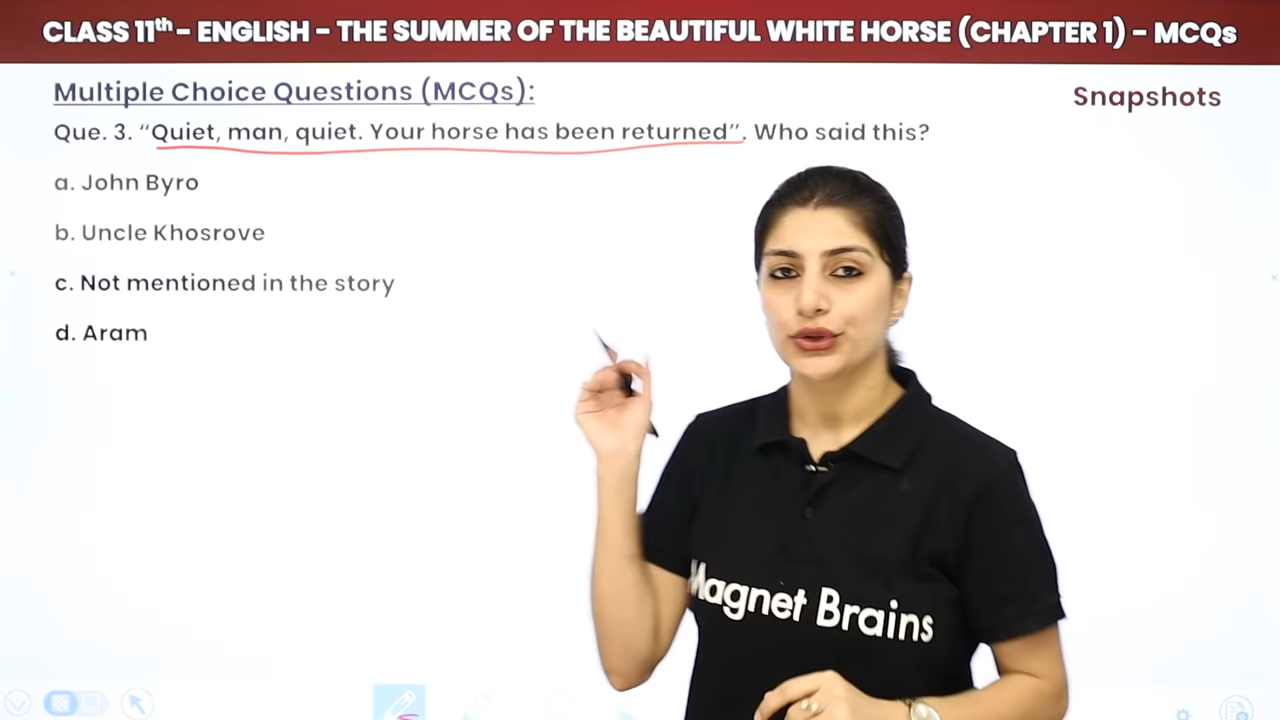 CLASS 11th – ENGLISH – THE SUMMER OF THE BEAUTIFUL WHITE HORSE (CHAPTER 1) – MCQs
Multiple Choice Questions (MCQs):
Snapshots
Que. 3. “Quiet, man, quiet. Your horse has been returned”. Who said this?
a. John Byro
b. Uncle Khosrove
c. Not mentioned in the story
d. Aram
Magnet Brains